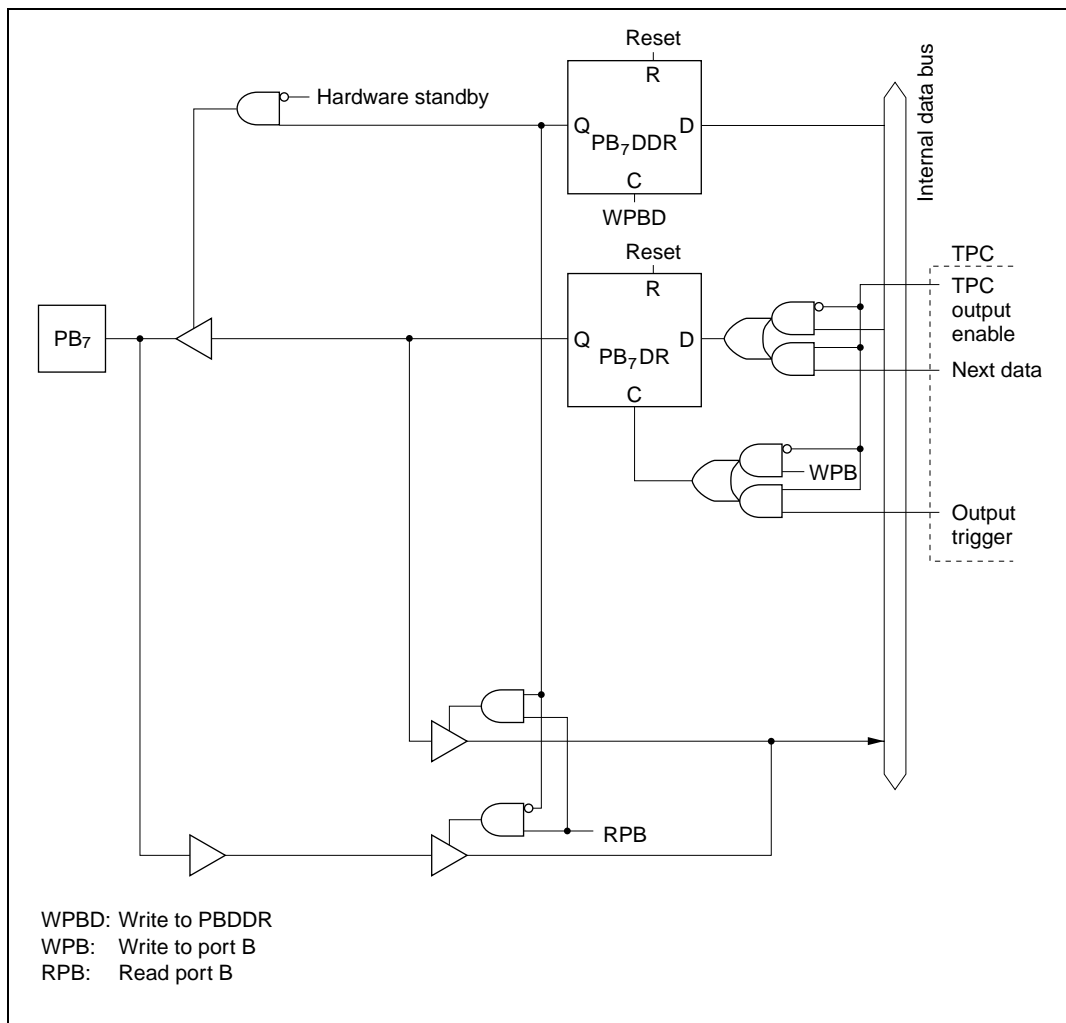 Reset
R
Hardware standby
Q
PB₇DDR
D
C
WPBD
Internal data bus
Reset
R
TPC
TPC
output
enable
PB₇
Q
PB₇DR
D
Next data
C
WPB
Output
trigger
RPB
WPBD: Write to PBDDR
WPB: Write to port B
RPB: Read port B